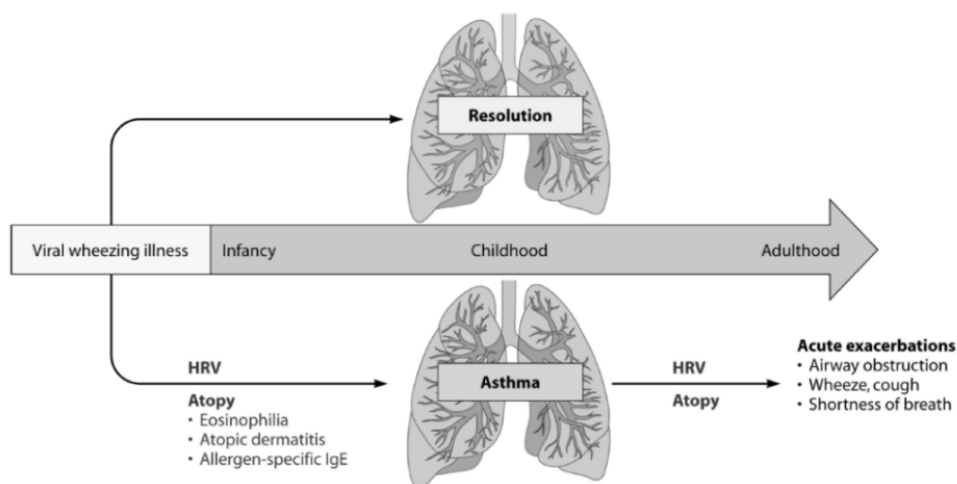 Resolution
Viral wheezing illness
Infancy
Childhood
Adulthood
HRV
Atopy
• Eosinophilia
• Atopic dermatitis
• Allergen-specific IgE
Asthma
HRV
Atopy
Acute exacerbations
• Airway obstruction
• Wheeze, cough
• Shortness of breath